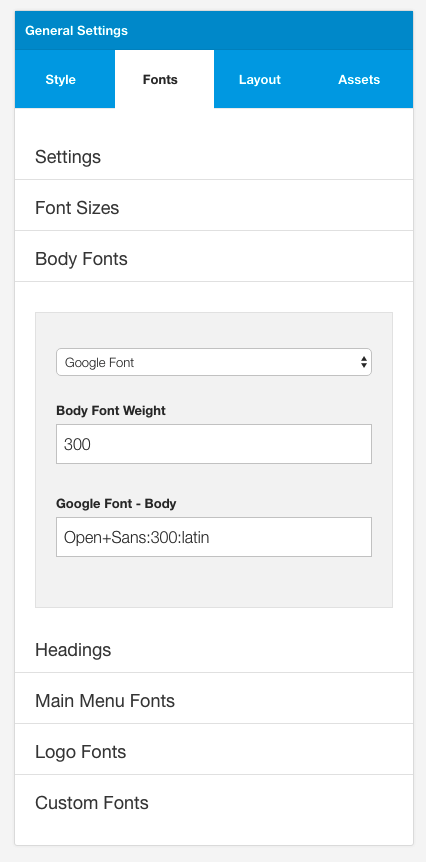 General Settings
Style Fonts Layout Assets
Settings
Font Sizes
Body Fonts
Google Font
Body Font Weight
300
Google Font - Body
Open+Sans:300:latin
Headings
Main Menu Fonts
Logo Fonts
Custom Fonts